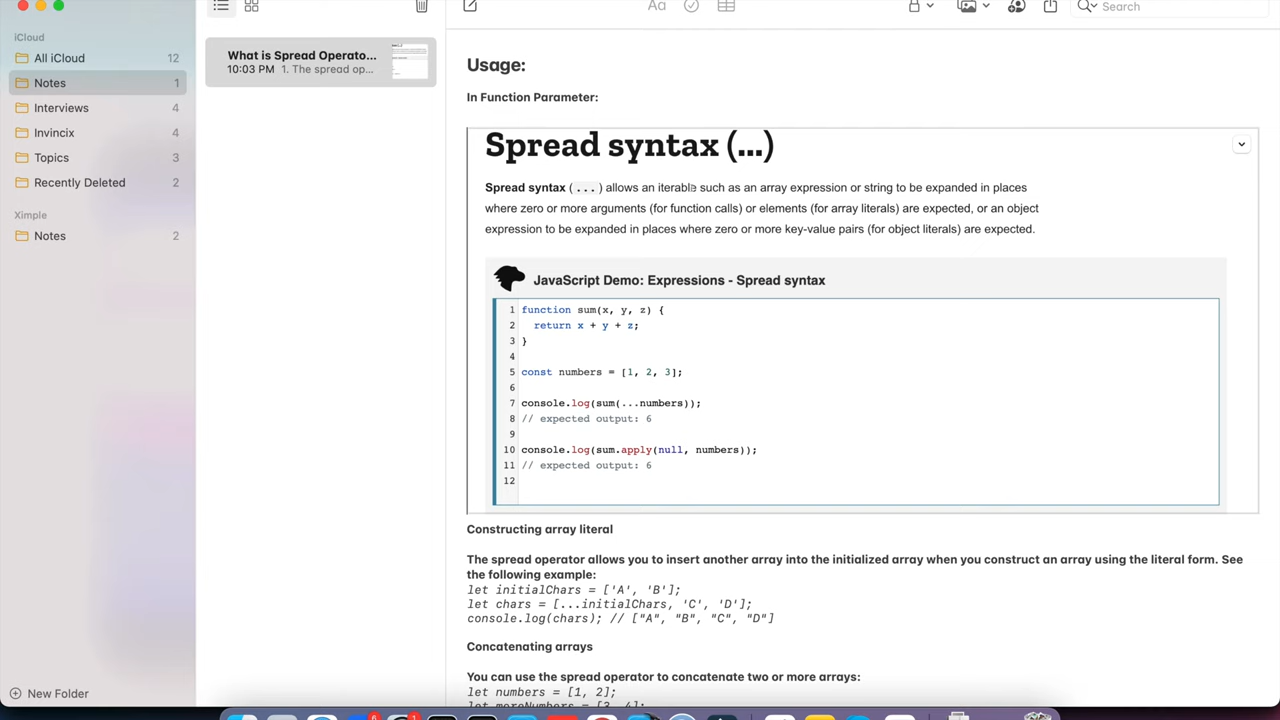 Aa
Search
iCloud
All iCloud 12
Notes 1
Interviews 4
Invincix 4
Topics 3
Recently Deleted 2
Ximple
Notes 2
New Folder
What is Spread Operato...
10:03 PM 1. The spread op...
Usage:
In Function Parameter:
Spread syntax (...)
Spread syntax (...) allows an iterable such as an array expression or string to be expanded in places
where zero or more arguments (for function calls) or elements (for array literals) are expected, or an object
expression to be expanded in places where zero or more key-value pairs (for object literals) are expected.
JavaScript Demo: Expressions - Spread syntax
1 function sum(x, y, z) {
2 return x + y + z;
3 }
4
5 const numbers = [1, 2, 3];
6
7 console.log(sum(...numbers));
8 // expected output: 6
9
10 console.log(sum.apply(null, numbers));
11 // expected output: 6
12
Constructing array literal
The spread operator allows you to insert another array into the initialized array when you construct an array using the literal form. See
the following example:
let initialChars = ['A', 'B'];
let chars = [...initialChars, 'C', 'D'];
console.log(chars); // ["A", "B", "C", "D"]
Concatenating arrays
You can use the spread operator to concatenate two or more arrays:
let numbers = [1, 2];
let moreNumbers = [3, 4];